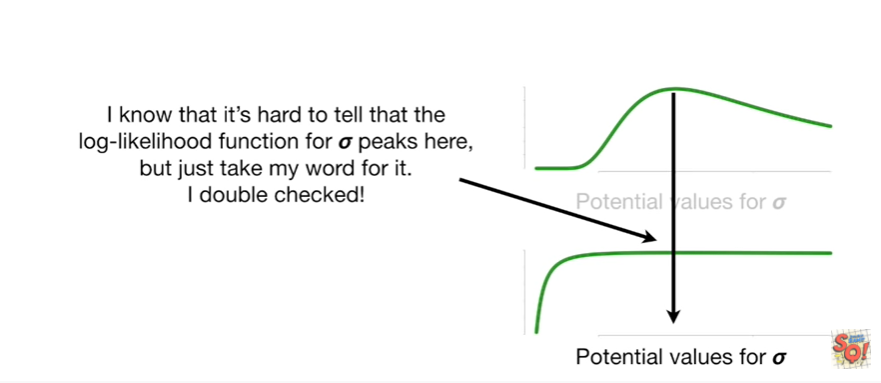 I know that it's hard to tell that the
log-likelihood function for σ peaks here,
but just take my word for it.
I double checked!
Potential values for σ
Potential values for σ
SQ!